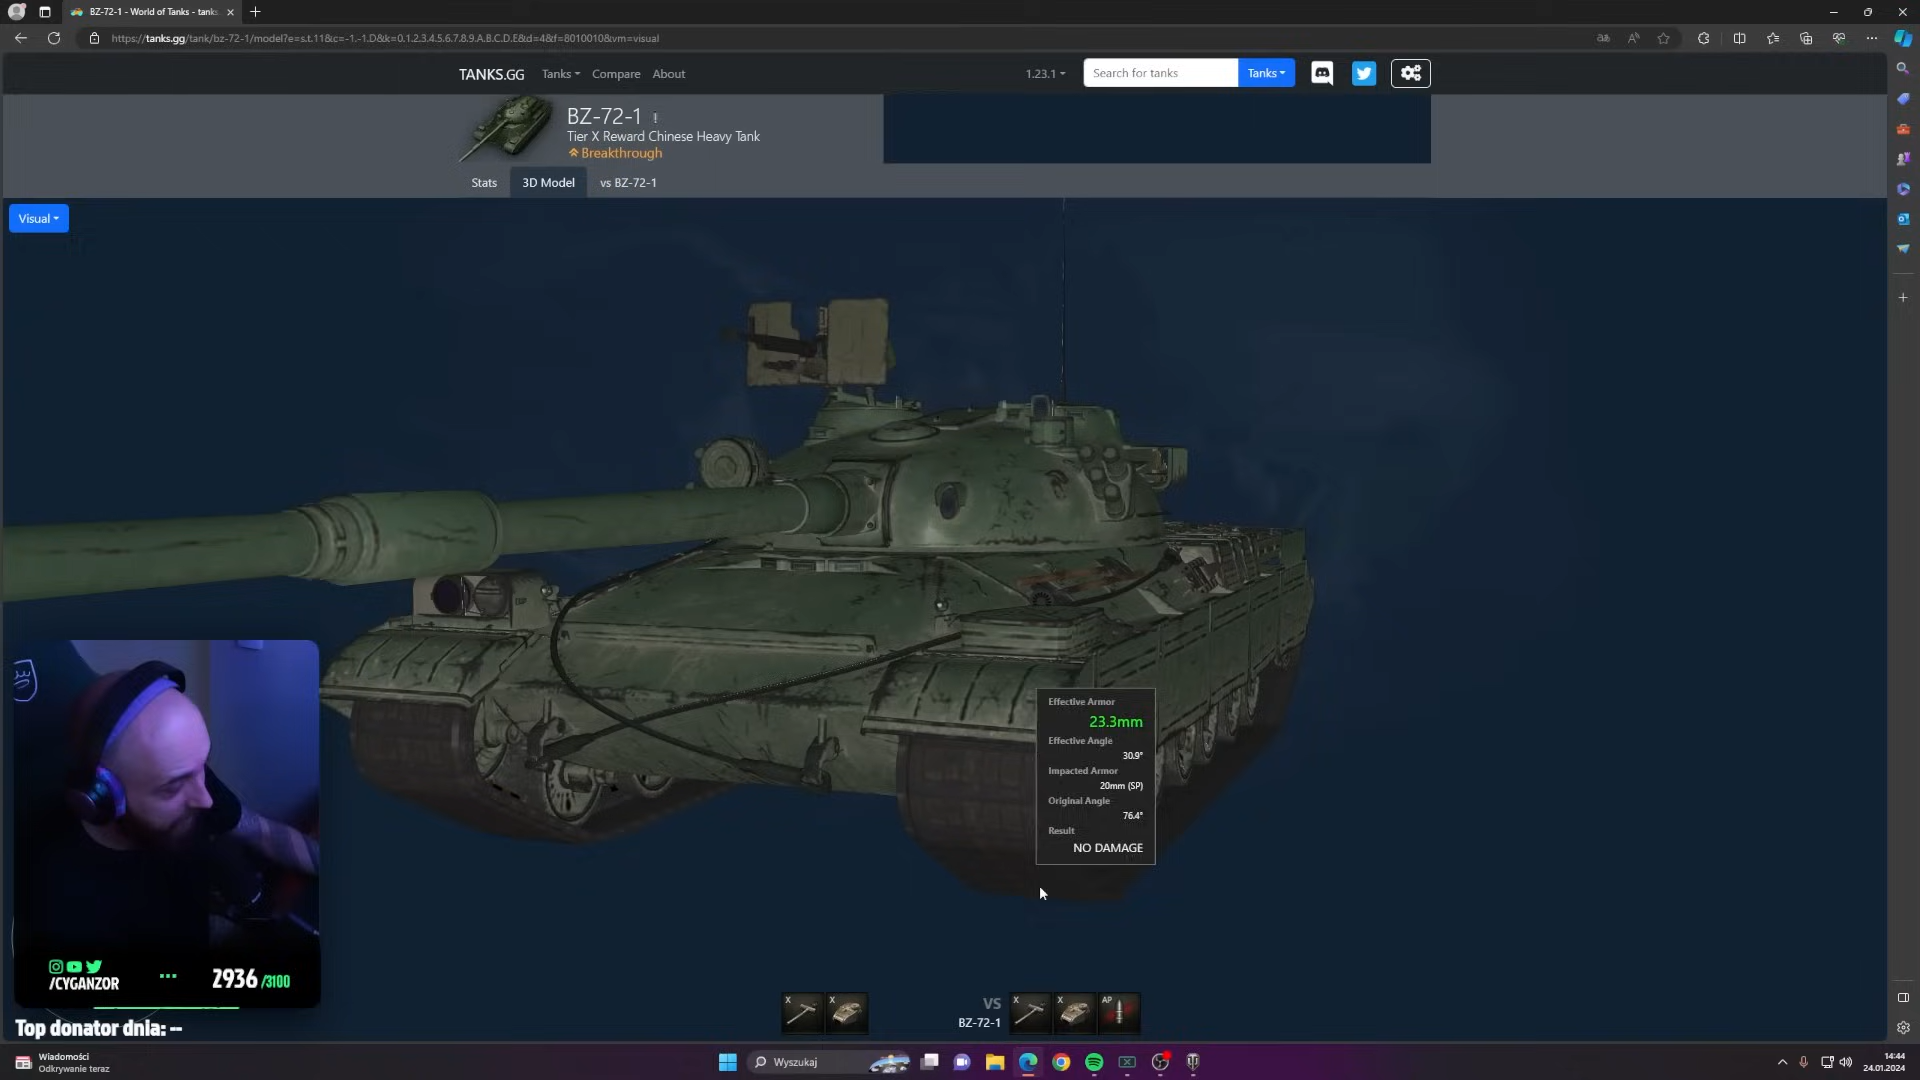 BZ-72-1 - World of Tanks - tanks.
https://tanks.gg/tank/bz-72-1/model?e=s.t.11&c=-1.-1.D&k=0.1.2.3.4.5.6.7.8.9.A.B.C.D.E&d=4&f=8010010&vm=visual
TANKS.GG Tanks Compare About 1.23.1 Search for tanks Tanks
BZ-72-1 !
Tier X Reward Chinese Heavy Tank
Breakthrough
Stats 3D Model vs BZ-72-1
Visual
Effective Armor
23.3mm
Effective Angle
30.9°
Impacted Armor
20mm (SP)
Original Angle
76.4°
Result
NO DAMAGE
/CYGANZOR ... 2936 /3100
Top donator dnia: --
X X VS X X AP
BZ-72-1
Wiadomości
Odkrywanie teraz
Wyszukaj
14:44
24.01.2024